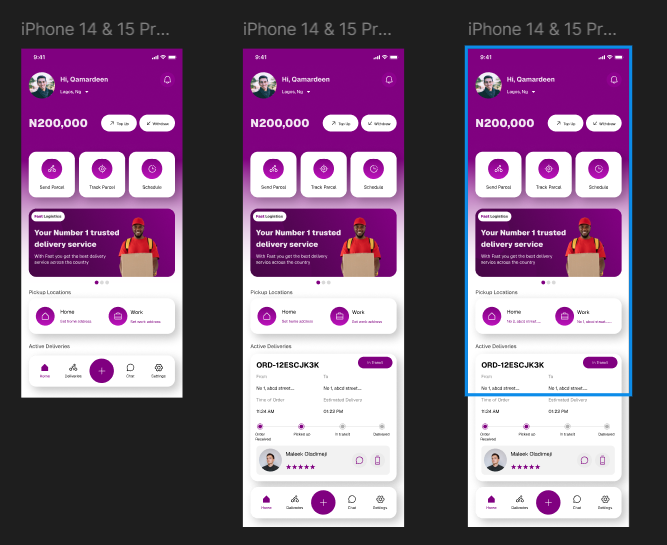 iPhone 14 & 15 Pr...
9:41
Hi, Qamardeen
Lagos, Ng
N200,000
Top Up
Withdraw
Send Parcel
Track Parcel
Schedule
Fast Logistics
Your Number 1 trusted
delivery service
With Fast you get the best delivery
service across the country
Pickup Locations
Home
Set home address
Work
Set work address
Active Deliveries
Home
Deliveries
Chat
Settings
iPhone 14 & 15 Pr...
9:41
Hi, Qamardeen
Lagos, Ng
N200,000
Top Up
Withdraw
Send Parcel
Track Parcel
Schedule
Fast Logistics
Your Number 1 trusted
delivery service
With Fast you get the best delivery
service across the country
Pickup Locations
Home
Set home address
Work
Set work address
Active Deliveries
ORD-12ESCJK3K
In Transit
From
To
No 1, abcd street...
No 1, abcd street...
Time of Order
Estimated Delivery
11:24 AM
01:22 PM
Order
Received
Picked up
In transit
Delivered
Maleek Oladimeji
Home
Deliveries
Chat
Settings
iPhone 14 & 15 Pr...
9:41
Hi, Qamardeen
Lagos, Ng
N200,000
Top Up
Withdraw
Send Parcel
Track Parcel
Schedule
Fast Logistics
Your Number 1 trusted
delivery service
With Fast you get the best delivery
service across the country
Pickup Locations
Home
No 5, abcd street....
Work
No 1, abcd street....
Active Deliveries
ORD-12ESCJK3K
In Transit
From
To
No 1, abcd street...
No 1, abcd street...
Time of Order
Estimated Delivery
11:24 AM
01:22 PM
Order
Received
Picked up
In transit
Delivered
Maleek Oladimeji
Home
Deliveries
Chat
Settings